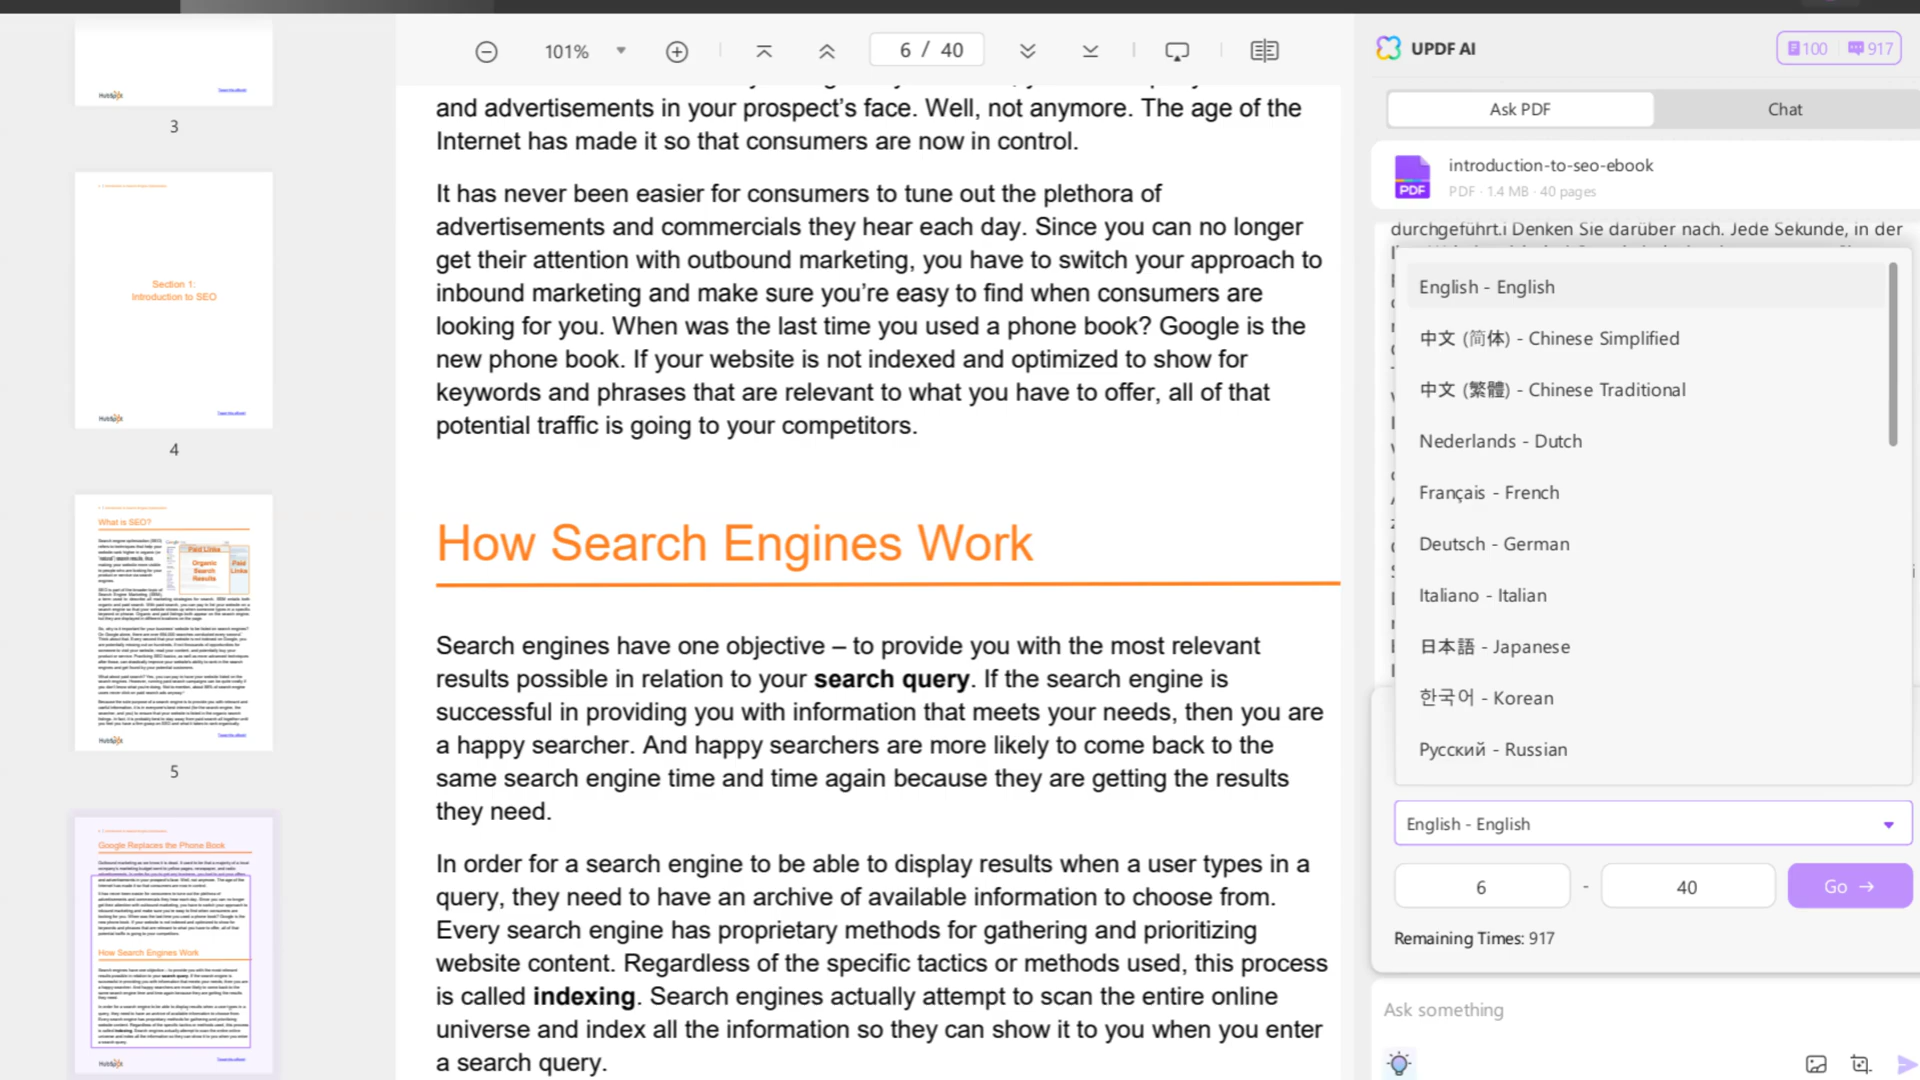 3
Section 1:
Introduction to SEO
4
What is SEO?
Paid Links
Organic
Search
Results
Paid
Links
5
Google Replaces the Phone Book
How Search Engines Work
101%
6 / 40
and advertisements in your prospect's face. Well, not anymore. The age of the
Internet has made it so that consumers are now in control.
It has never been easier for consumers to tune out the plethora of
advertisements and commercials they hear each day. Since you can no longer
get their attention with outbound marketing, you have to switch your approach to
inbound marketing and make sure you're easy to find when consumers are
looking for you. When was the last time you used a phone book? Google is the
new phone book. If your website is not indexed and optimized to show for
keywords and phrases that are relevant to what you have to offer, all of that
potential traffic is going to your competitors.
How Search Engines Work
Search engines have one objective – to provide you with the most relevant
results possible in relation to your search query. If the search engine is
successful in providing you with information that meets your needs, then you are
a happy searcher. And happy searchers are more likely to come back to the
same search engine time and time again because they are getting the results
they need.
In order for a search engine to be able to display results when a user types in a
query, they need to have an archive of available information to choose from.
Every search engine has proprietary methods for gathering and prioritizing
website content. Regardless of the specific tactics or methods used, this process
is called indexing. Search engines actually attempt to scan the entire online
universe and index all the information so they can show it to you when you enter
a search query.
UPDF AI
100 917
Ask PDF Chat
introduction-to-seo-ebook
PDF
PDF · 1.4 MB · 40 pages
durchgeführt.i Denken Sie darüber nach. Jede Sekunde, in der
English - English
中文 (简体) - Chinese Simplified
中文 (繁體) - Chinese Traditional
Nederlands - Dutch
Français - French
Deutsch - German
Italiano - Italian
日本語 - Japanese
한국어 - Korean
Русский - Russian
English - English
6 - 40 Go →
Remaining Times: 917
Ask something